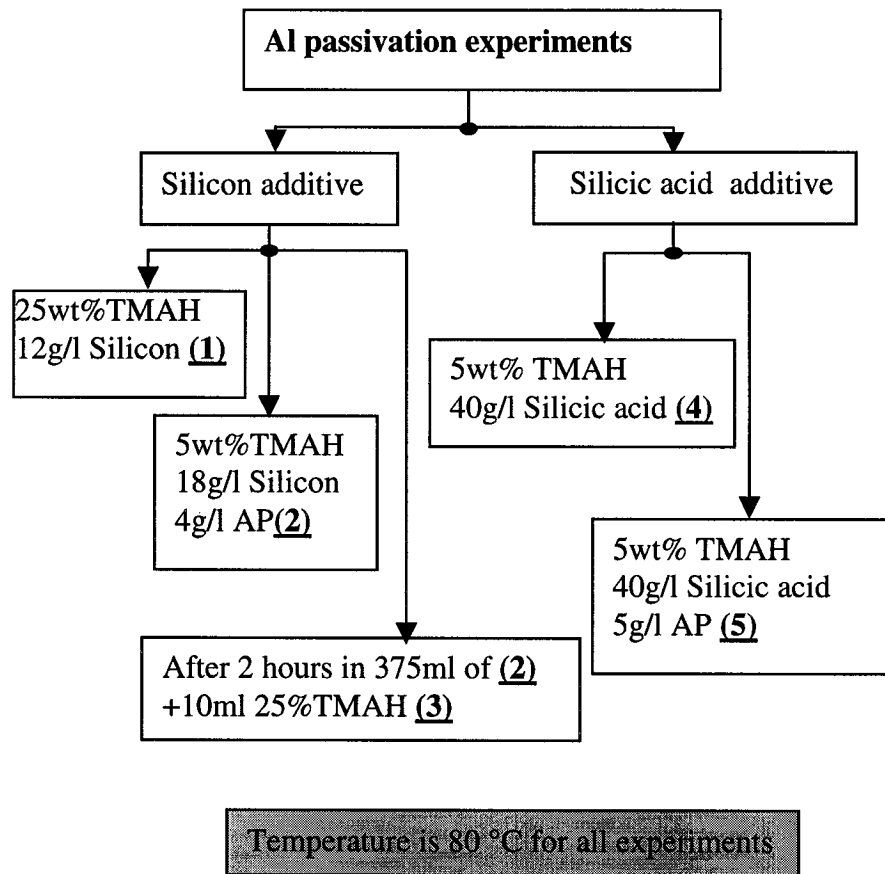 Al passivation experiments
Silicon additive
Silicic acid additive
25wt%TMAH
12g/l Silicon (1)
5wt%TMAH
18g/l Silicon
4g/l AP(2)
After 2 hours in 375ml of (2)
+10ml 25%TMAH (3)
5wt% TMAH
40g/l Silicic acid (4)
5wt% TMAH
40g/l Silicic acid
5g/l AP (5)
Temperature is 80 °C for all experiments